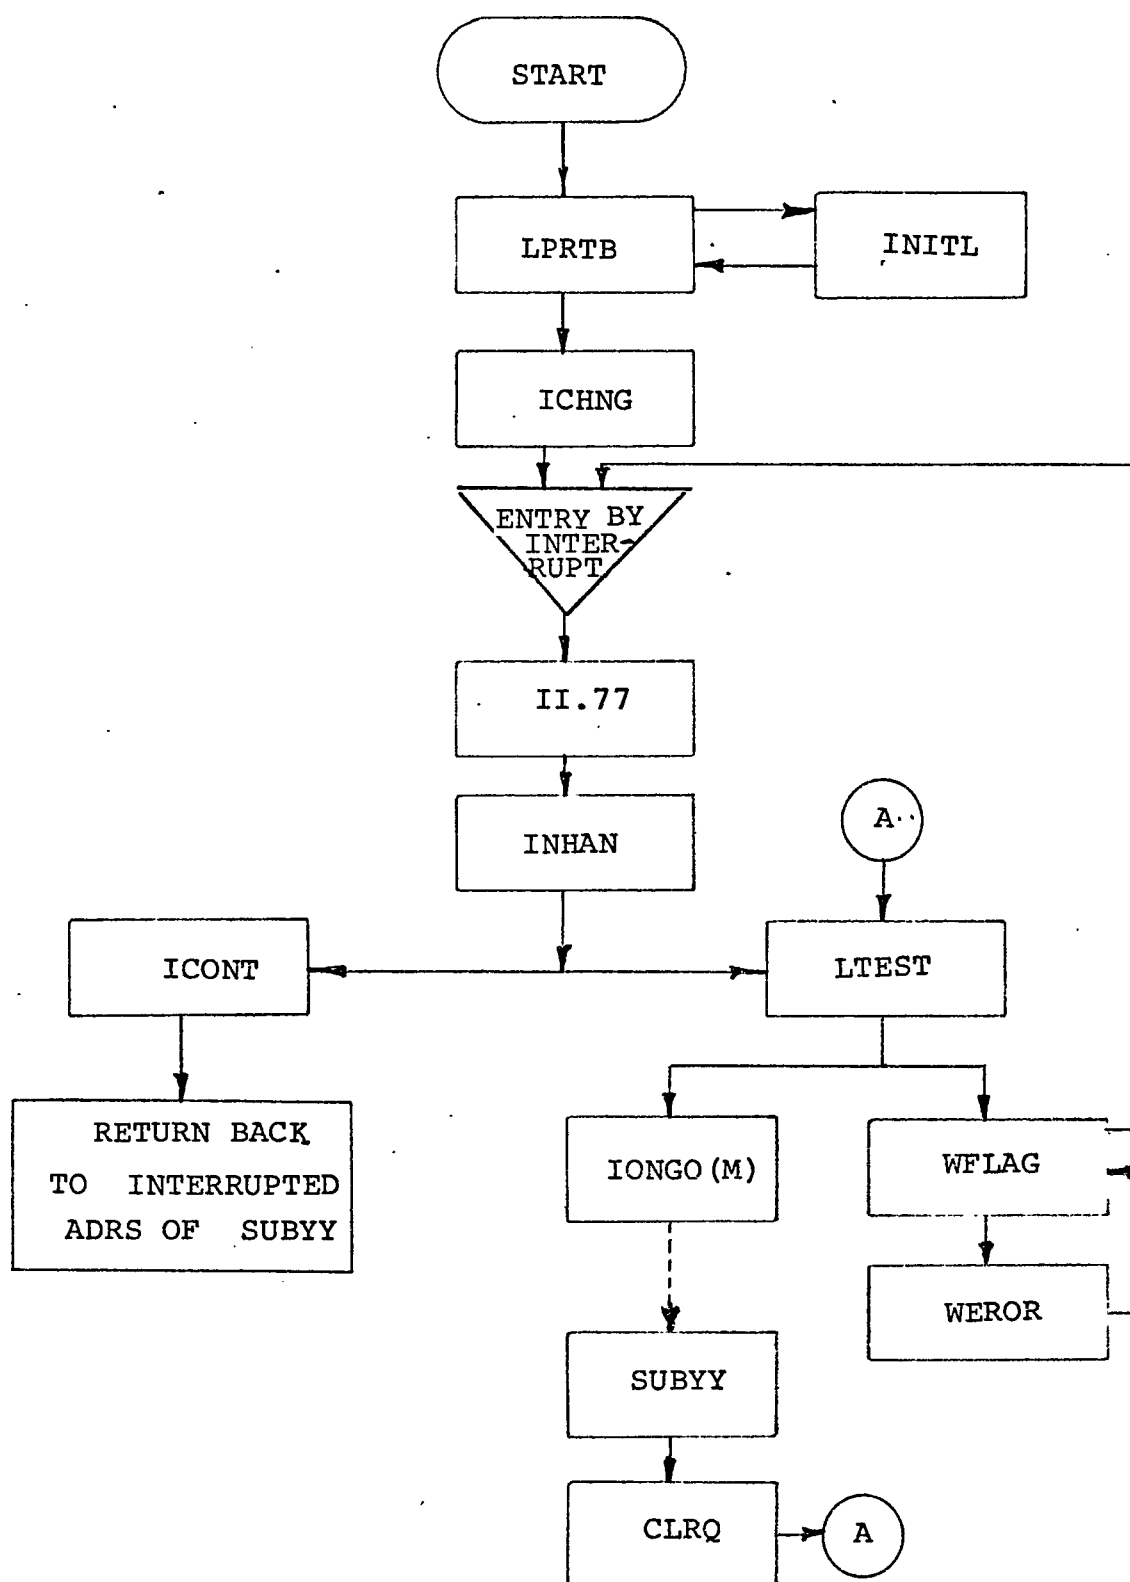 START
LPRTB
INITL
ICHNG
ENTRY BY
INTER-
RUPT
II.77
INHAN
A
ICONT
LTEST
RETURN BACK
TO INTERRUPTED
ADRS OF SUBYY
IONGO(M)
WFLAG
WEROR
SUBYY
CLRQ
A